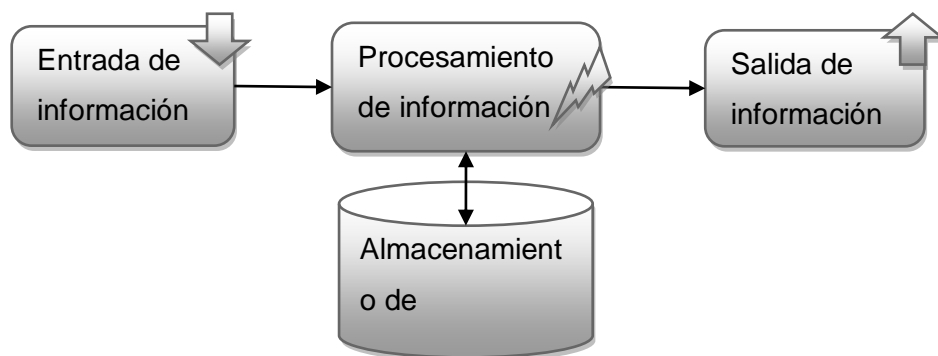 Entrada de
información
Procesamiento
de información
Salida de
información
Almacenamient
o de